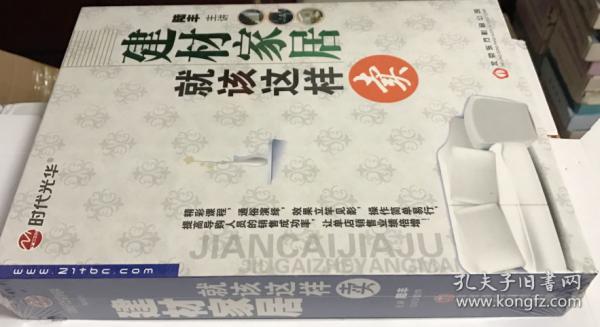 隆丰 主讲
建材家居
就该这样
卖
时代光华
精彩课程，通俗演绎，效果立竿见影，操作简单易行，
提高导购人员的销售成功率，让单店销售业绩倍增！
JIANCAIJIAJU
JIUGAIZHEYANGMAI
www.N21bn.com
就该这样卖
建材家居
孔夫子旧书网
www.kongfz.com